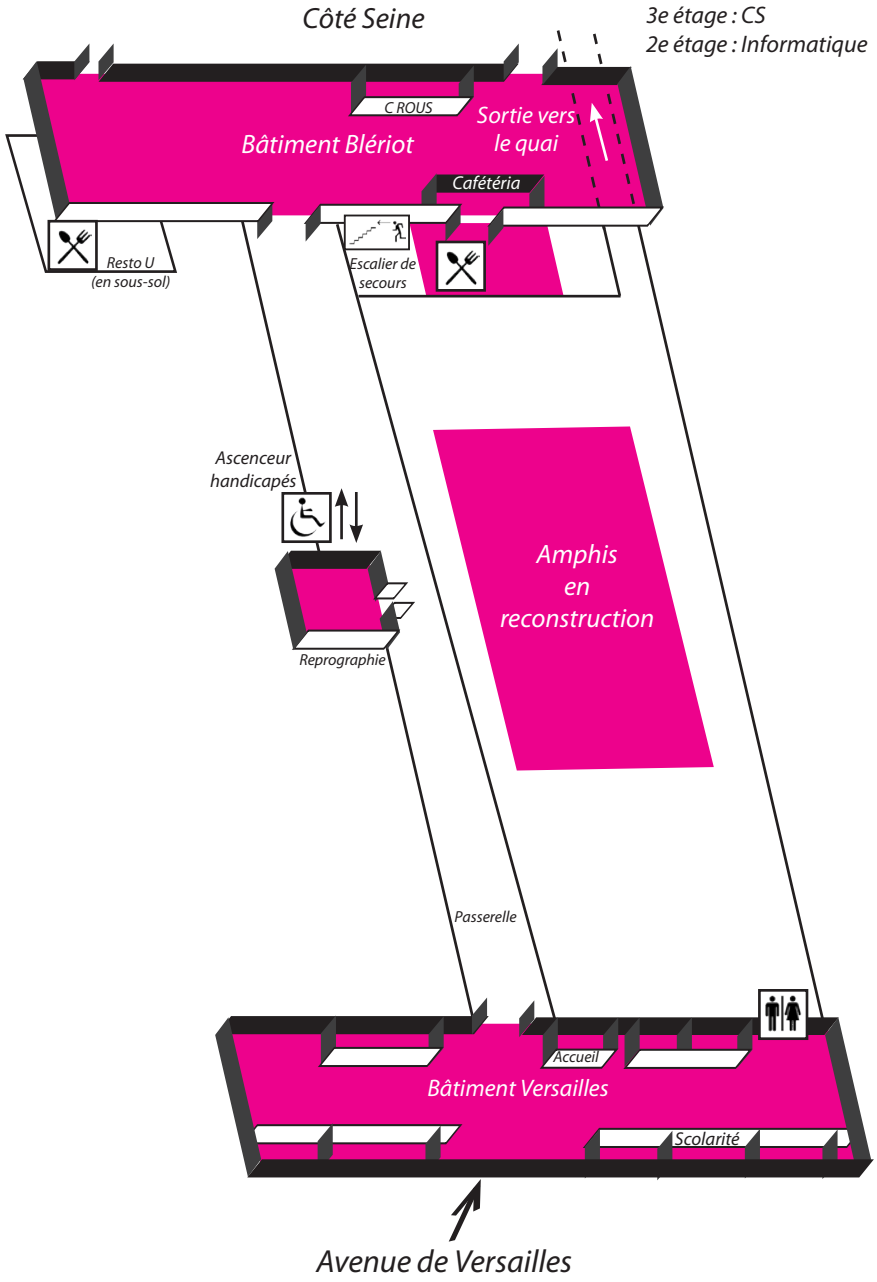 Côté Seine
3e étage : CS
2e étage : Informatique
C ROUS
Sortie vers
le quai
Bâtiment Blériot
Cafétéria
Resto U
(en sous-sol)
Escalier de
secours
Ascenceur
handicapés
Amphis
en
reconstruction
Reprographie
Passerelle
Accueil
Bâtiment Versailles
Scolarité
Avenue de Versailles